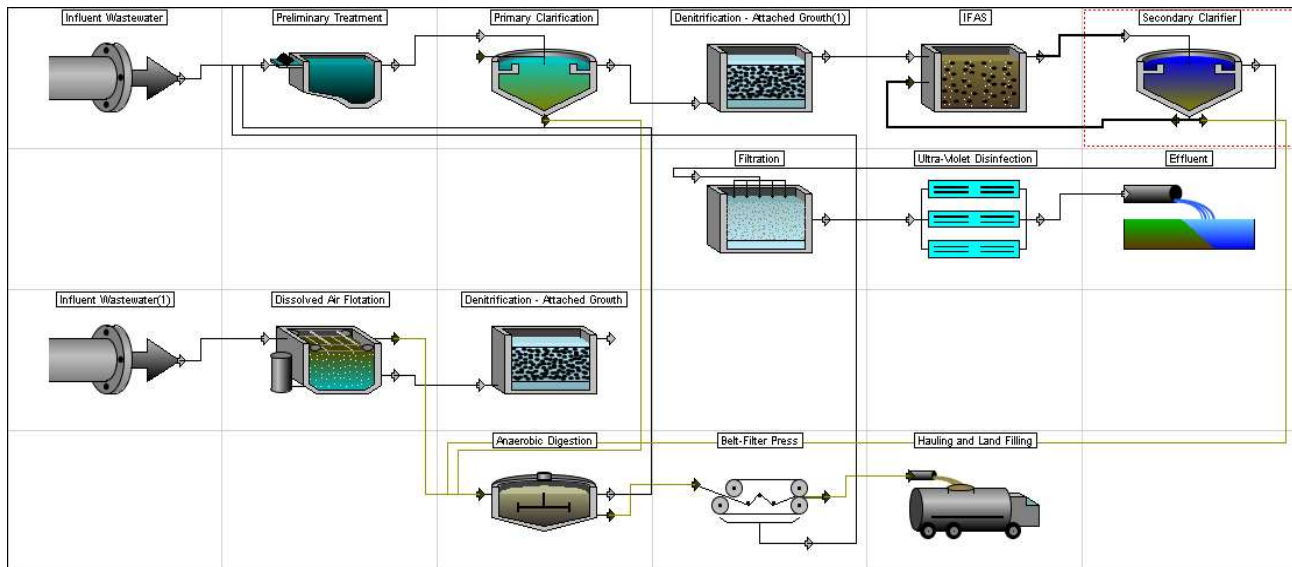 Influent Wastewater
Preliminary Treatment
Primary Clarification
Denitrification - Attached Growth(1)
IFAS
Secondary Clarifier
Filtration
Ultra-Violet Disinfection
Effluent
Influent Wastewater(1)
Dissolved Air Flotation
Denitrification - Attached Growth
Anaerobic Digestion
Belt-Filter Press
Hauling and Land Filling